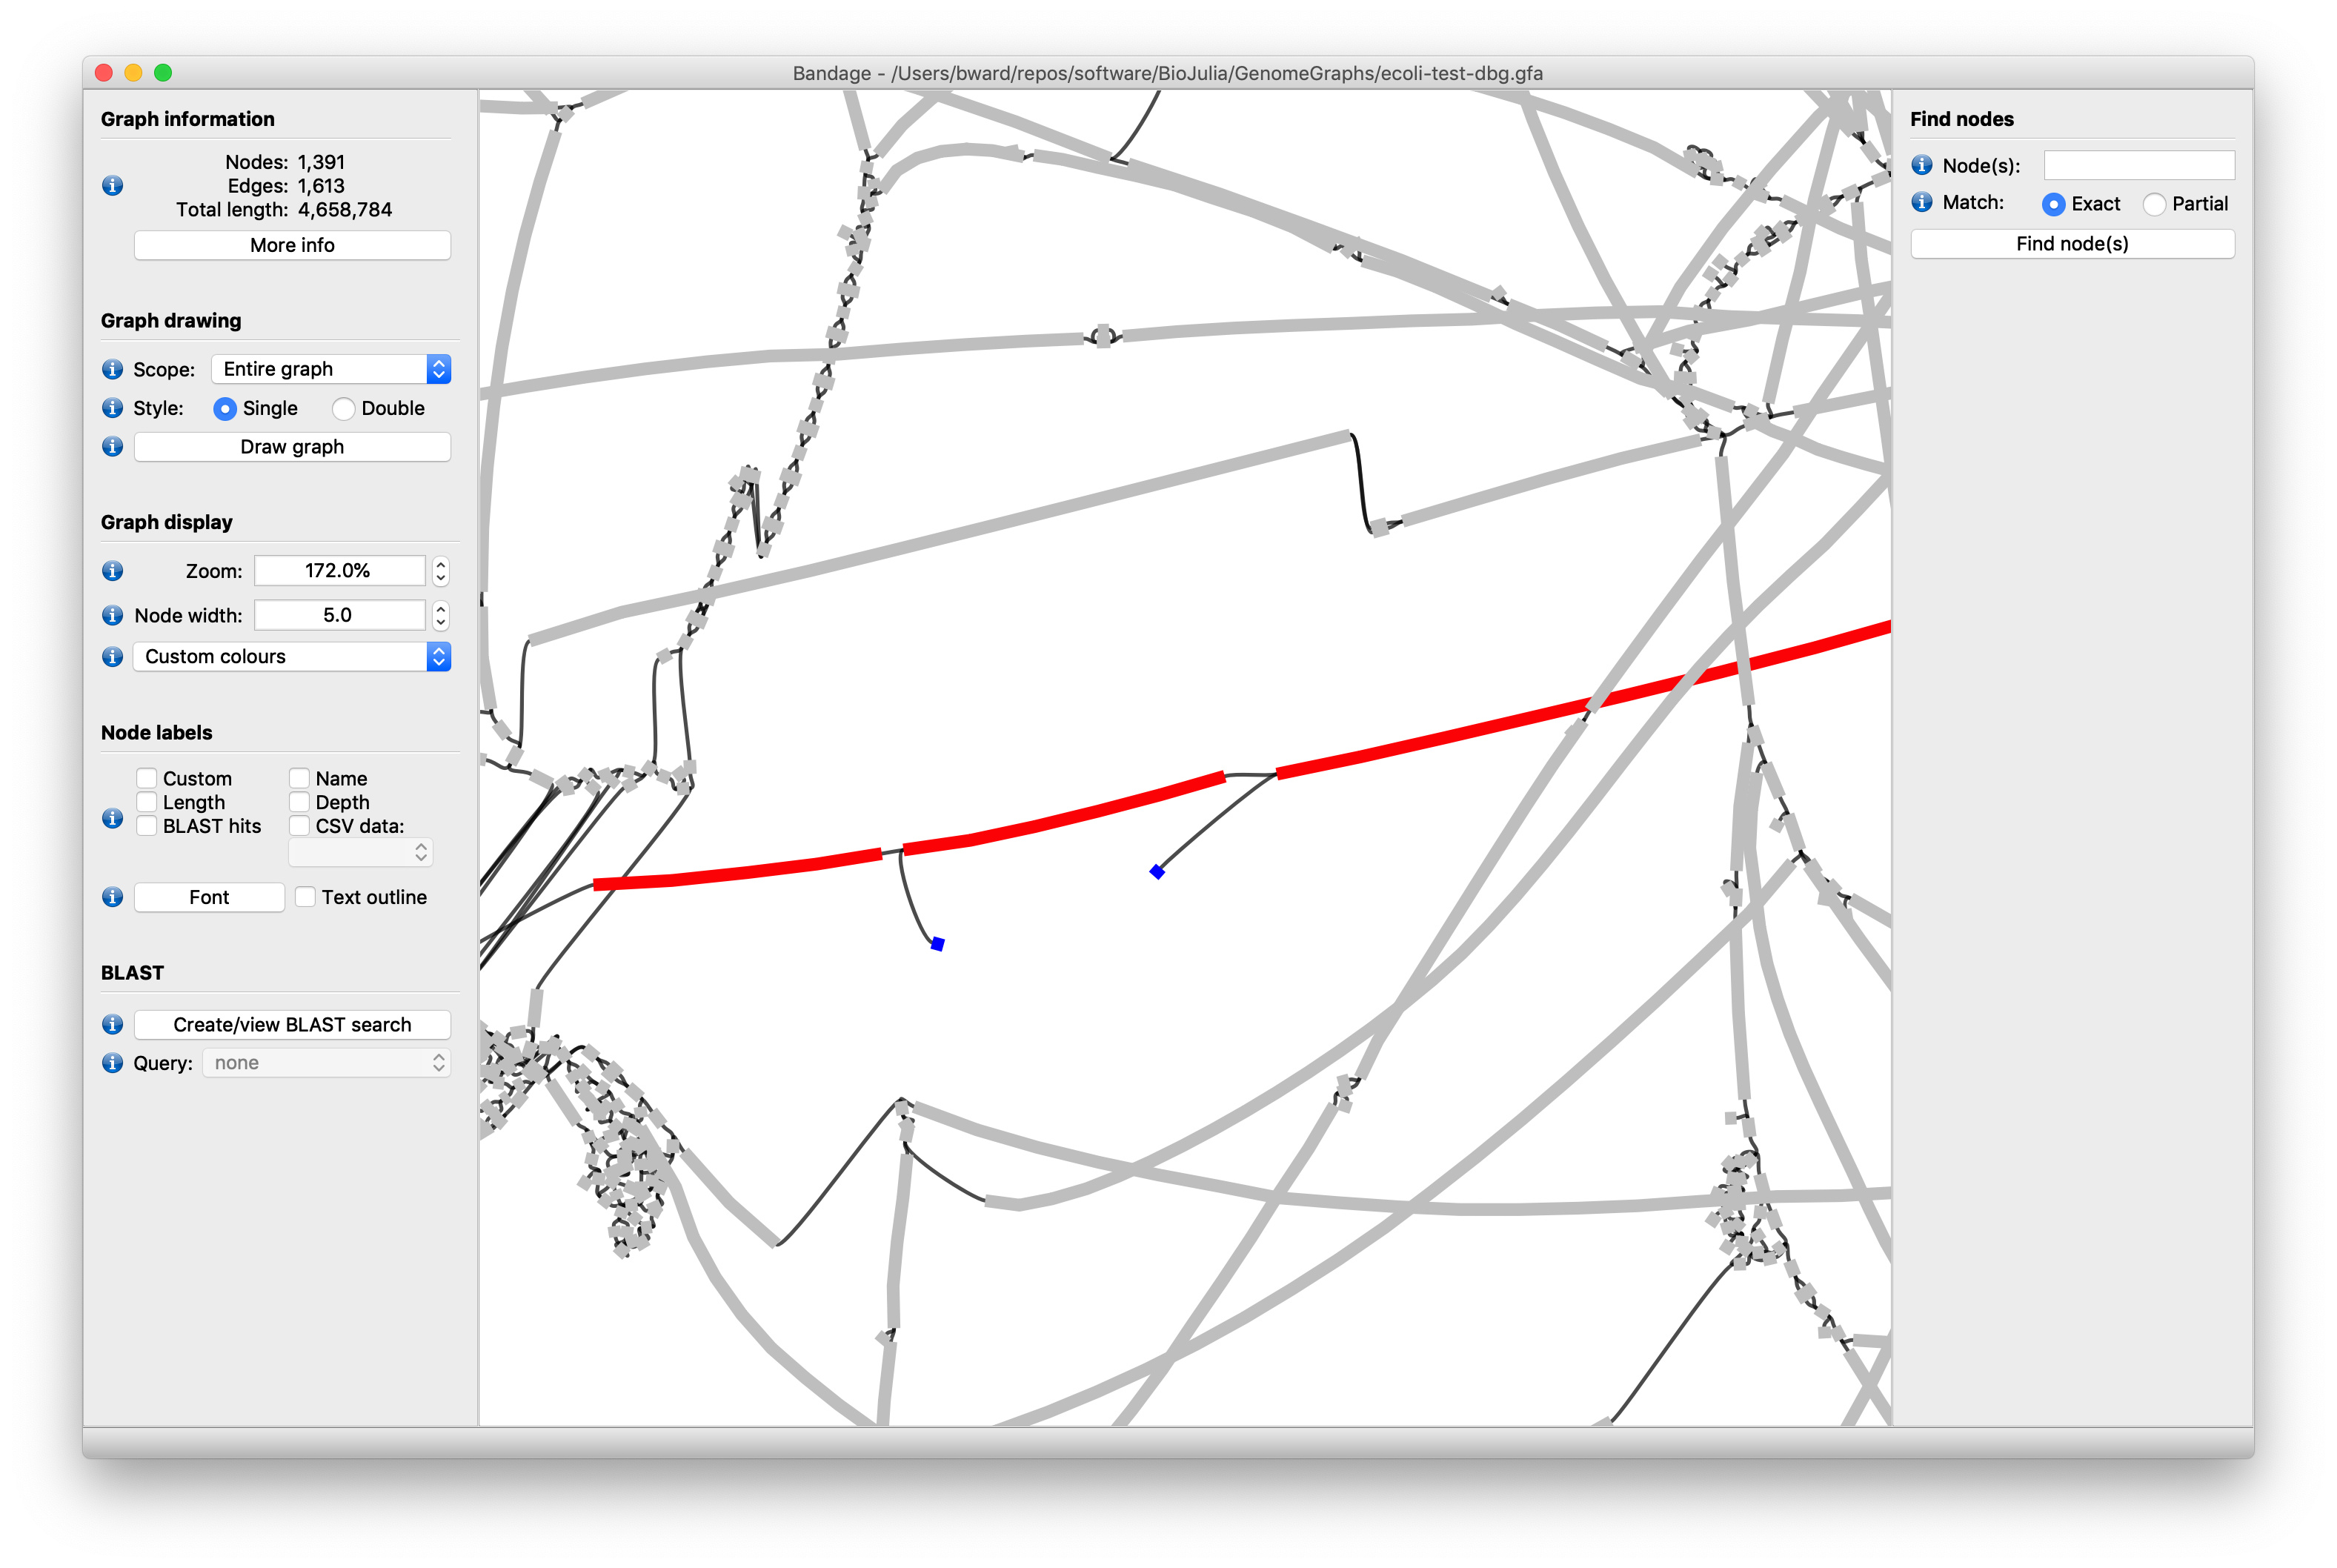 Bandage - /Users/bward/repos/software/BioJulia/GenomeGraphs/ecoli-test-dbg.gfa
Graph information
Nodes: 1,391
Edges: 1,613
Total length: 4,658,784
More info
Graph drawing
Scope: Entire graph
Style: Single Double
Draw graph
Graph display
Zoom: 172.0%
Node width: 5.0
Custom colours
Node labels
Custom Name
Length Depth
BLAST hits CSV data:
Font Text outline
BLAST
Create/view BLAST search
Query: none
Find nodes
Node(s):
Match: Exact Partial
Find node(s)